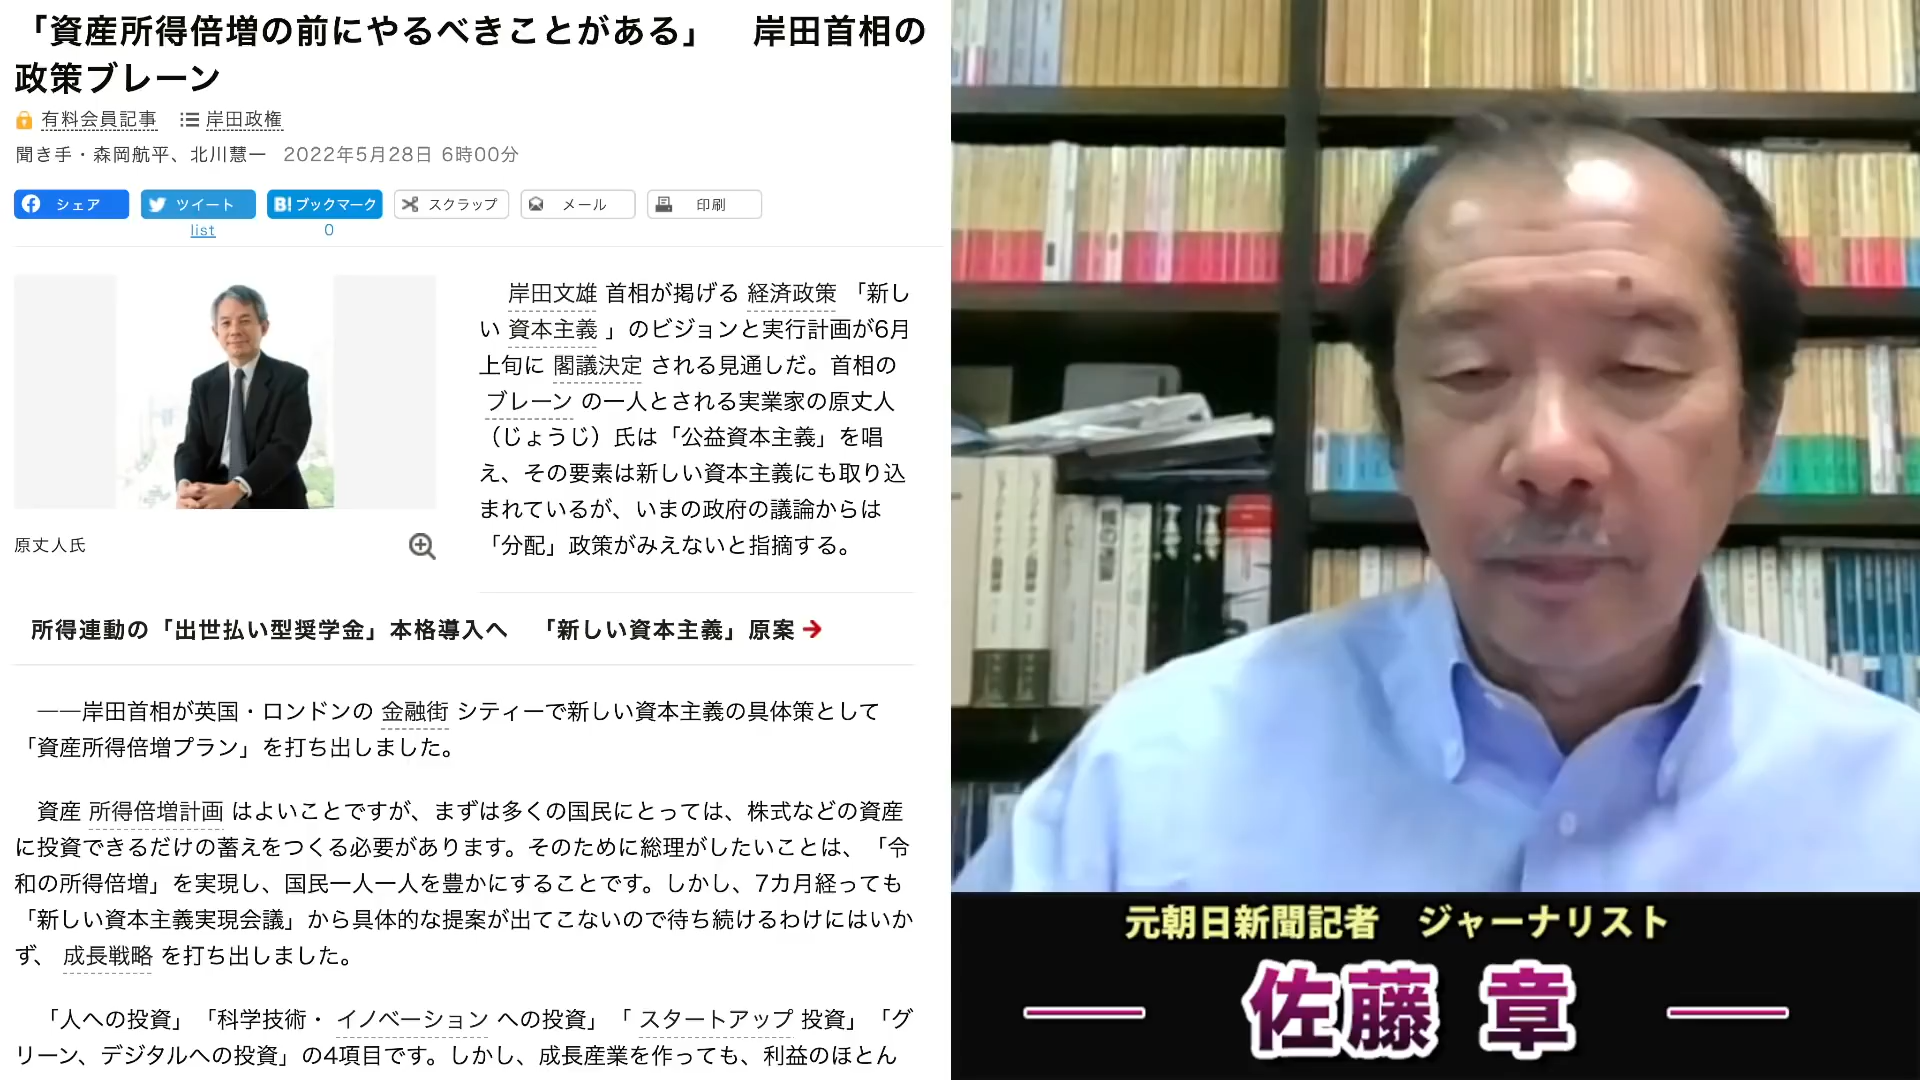 「資産所得倍増の前にやるべきことがある」　岸田首相の
政策ブレーン
有料会員記事　岸田政権
聞き手・森岡航平、北川慧一　2022年5月28日 6時00分
シェア　ツイート　B!ブックマーク　スクラップ　メール　印刷
list　0
岸田文雄 首相が掲げる 経済政策 「新し
い 資本主義 」のビジョンと実行計画が6月
上旬に 閣議決定 される見通しだ。首相の
ブレーン の一人とされる実業家の原丈人
（じょうじ）氏は「公益資本主義」を唱
え、その要素は新しい資本主義にも取り込
まれているが、いまの政府の議論からは
「分配」政策がみえないと指摘する。
原丈人氏
所得連動の「出世払い型奨学金」本格導入へ　「新しい資本主義」原案
――岸田首相が英国・ロンドンの 金融街 シティーで新しい資本主義の具体策として
「資産所得倍増プラン」を打ち出しました。
資産 所得倍増計画 はよいことですが、まずは多くの国民にとっては、株式などの資産
に投資できるだけの蓄えをつくる必要があります。そのために総理がしたいことは、「令
和の所得倍増」を実現し、国民一人一人を豊かにすることです。しかし、7カ月経っても
「新しい資本主義実現会議」から具体的な提案が出てこないので待ち続けるわけにはいか
ず、 成長戦略 を打ち出しました。
「人への投資」「科学技術・ イノベーション への投資」「 スタートアップ 投資」「グ
リーン、デジタルへの投資」の4項目です。しかし、成長産業を作っても、利益のほとん
元朝日新聞記者　ジャーナリスト
佐藤 章